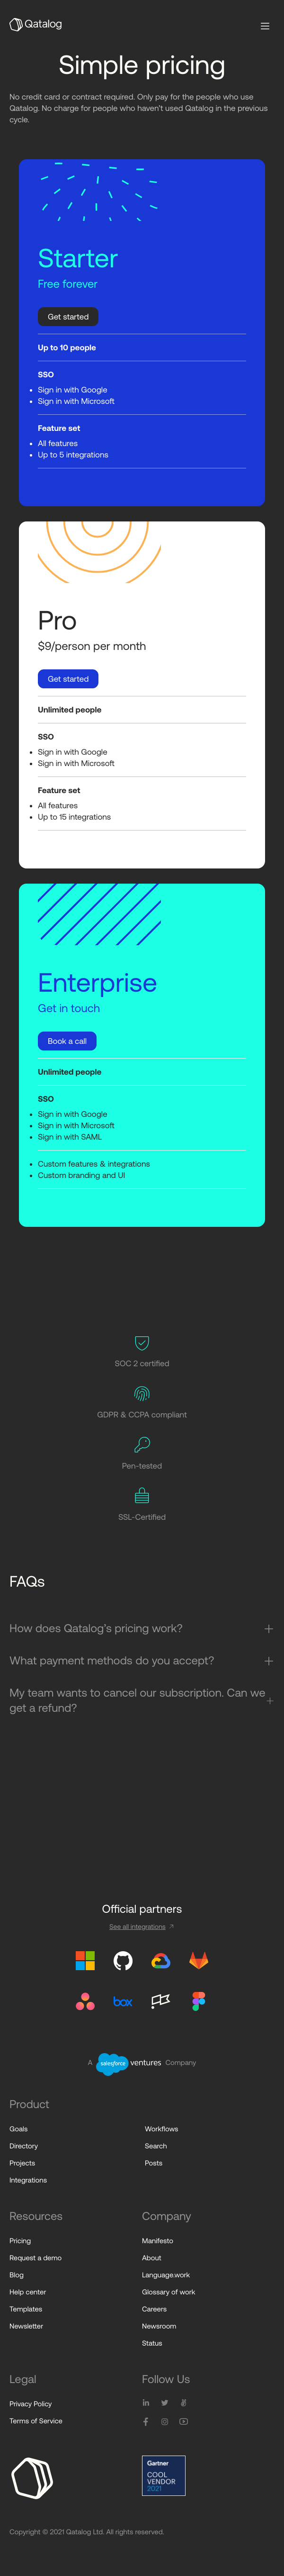 Qatalog
Simple pricing
No credit card or contract required. Only pay for the people who use
Qatalog. No charge for people who haven't used Qatalog in the previous
cycle.
Starter
Free forever
Get started
Up to 10 people
SSO
Sign in with Google
Sign in with Microsoft
Feature set
All features
Up to 5 integrations
Pro
$9/person per month
Get started
Unlimited people
SSO
Sign in with Google
Sign in with Microsoft
Feature set
All features
Up to 15 integrations
Enterprise
Get in touch
Book a call
Unlimited people
SSO
Sign in with Google
Sign in with Microsoft
Sign in with SAML
Custom features & integrations
Custom branding and UI
SOC 2 certified
GDPR & CCPA compliant
Pen-tested
SSL-Certified
FAQs
How does Qatalog's pricing work?
What payment methods do you accept?
My team wants to cancel our subscription. Can we
get a refund?
Official partners
See all integrations
box
A salesforce ventures Company
Product
Goals
Workflows
Directory
Search
Projects
Posts
Integrations
Resources
Pricing
Request a demo
Blog
Help center
Templates
Newsletter
Company
Manifesto
About
Language.work
Glossary of work
Careers
Newsroom
Status
Legal
Privacy Policy
Terms of Service
Follow Us
Gartner
COOL
VENDOR
2021
Copyright © 2021 Qatalog Ltd. All rights reserved.